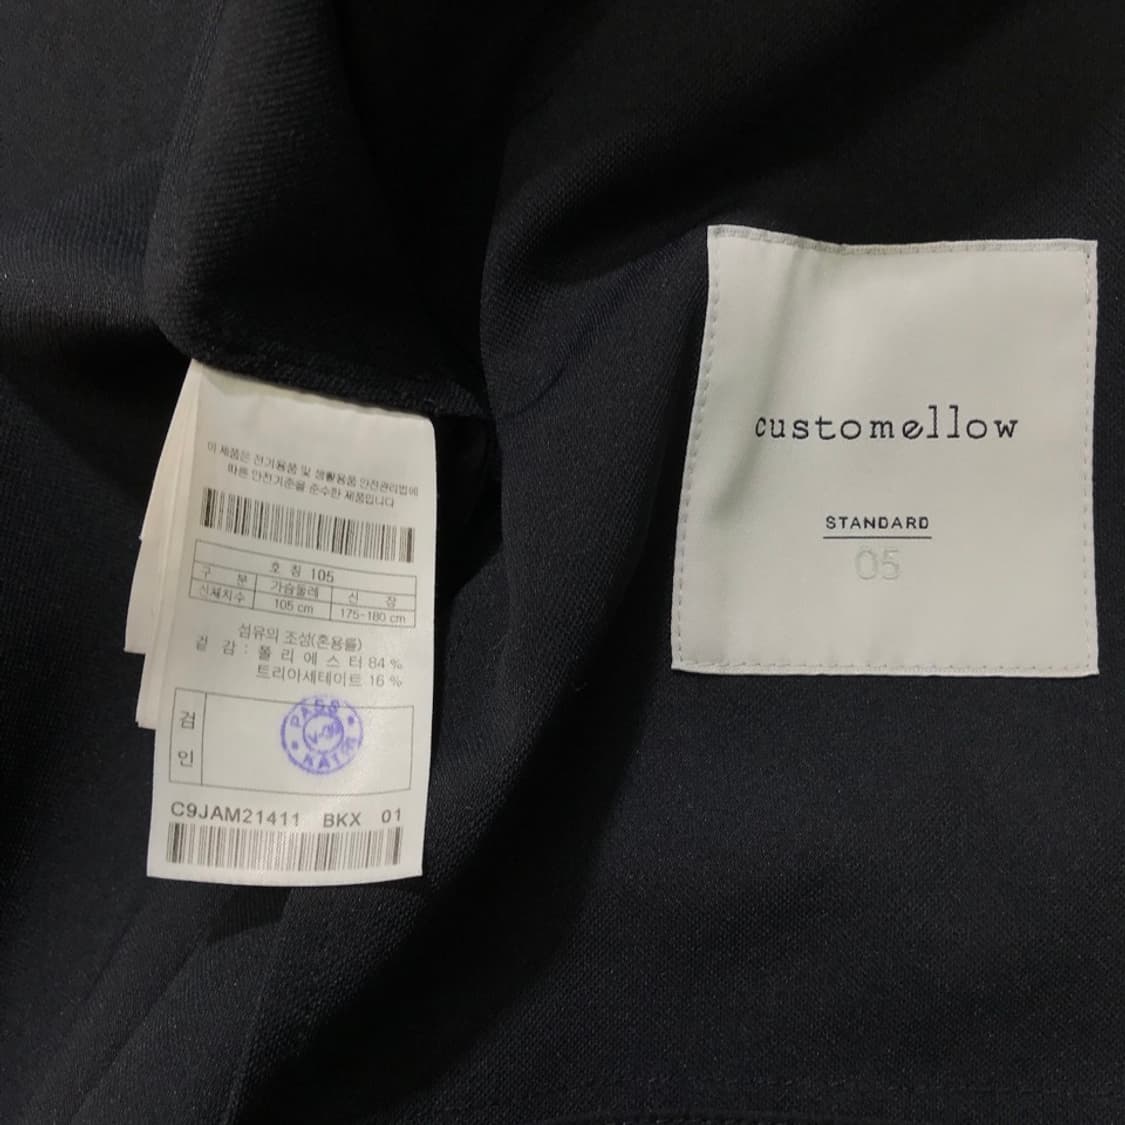 이 제품은 전기용품 및 생활용품 안전관리법에
따른 안전기준을 준수한 제품입니다
호 칭 105
구 분 가슴둘레 신 장
신체치수 105 cm 175-180 cm
섬유의 조성(혼용률)
겉 감 : 폴 리 에 스 터 84 %
트리아세테이트 16 %
검
인
PASS
KATRI
C9JAM21411 BKX 01
customellow
STANDARD
05